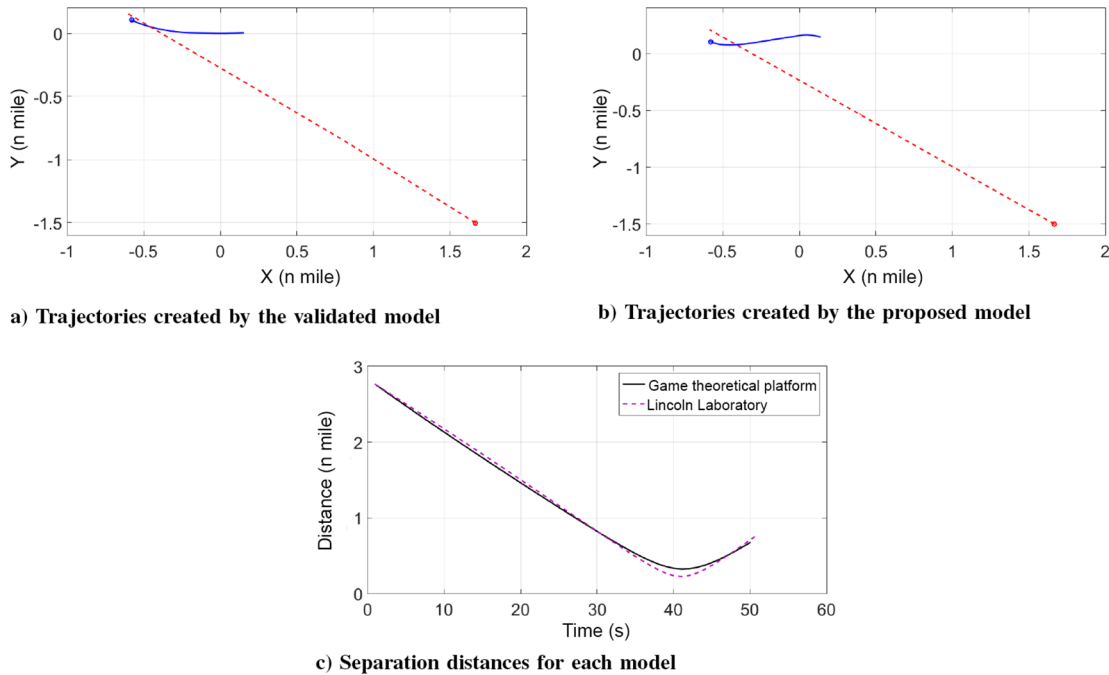 0
-0.5
-1
-1.5
Y (n mile)
-1 -0.5 0 0.5 1 1.5 2
X (n mile)
a) Trajectories created by the validated model
0
-0.5
-1
-1.5
Y (n mile)
-1 -0.5 0 0.5 1 1.5 2
X (n mile)
b) Trajectories created by the proposed model
3
2
1
0
Distance (n mile)
Game theoretical platform
Lincoln Laboratory
0 10 20 30 40 50 60
Time (s)
c) Separation distances for each model